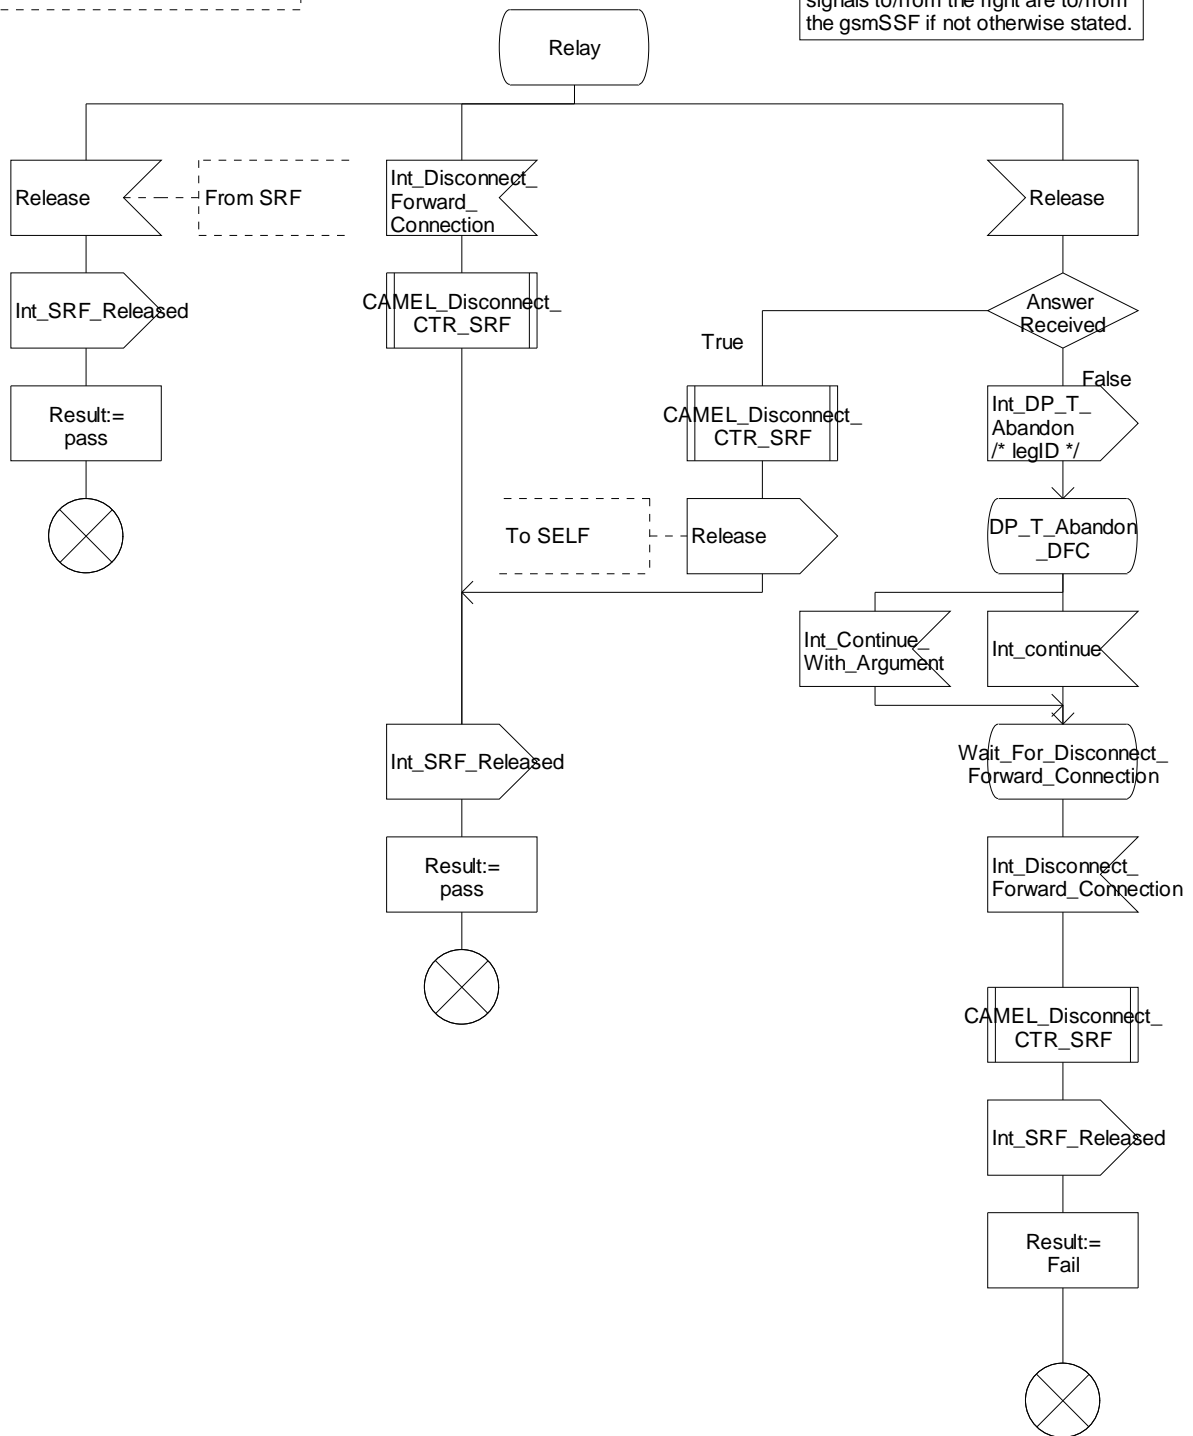 signals to/from the right are to/from
the gsmSSF if not otherwise stated.
Relay
Release
From SRF
Int_Disconnect_
Forward_
Connection
Release
Int_SRF_Released
CAMEL_Disconnect_
CTR_SRF
Answer
Received
True
False
Result:=
pass
CAMEL_Disconnect_
CTR_SRF
Int_DP_T_
Abandon
/* legID */
To SELF
Release
DP_T_Abandon
_DFC
Int_Continue_
With_Argument
Int_continue
Int_SRF_Released
Wait_For_Disconnect_
Forward_Connection
Result:=
pass
Int_Disconnect_
Forward_Connection
CAMEL_Disconnect_
CTR_SRF
Int_SRF_Released
Result:=
Fail